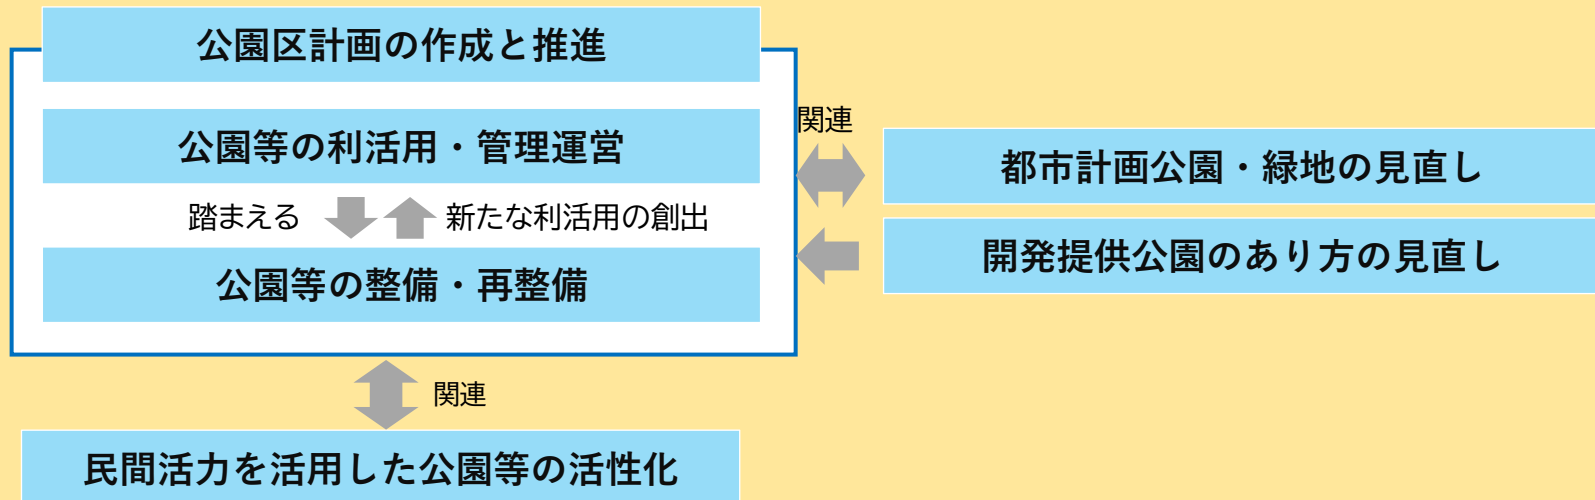 公園区計画の作成と推進
公園等の利活用・管理運営
踏まえる
新たな利活用の創出
公園等の整備・再整備
関連
都市計画公園・緑地の見直し
開発提供公園のあり方の見直し
関連
民間活力を活用した公園等の活性化